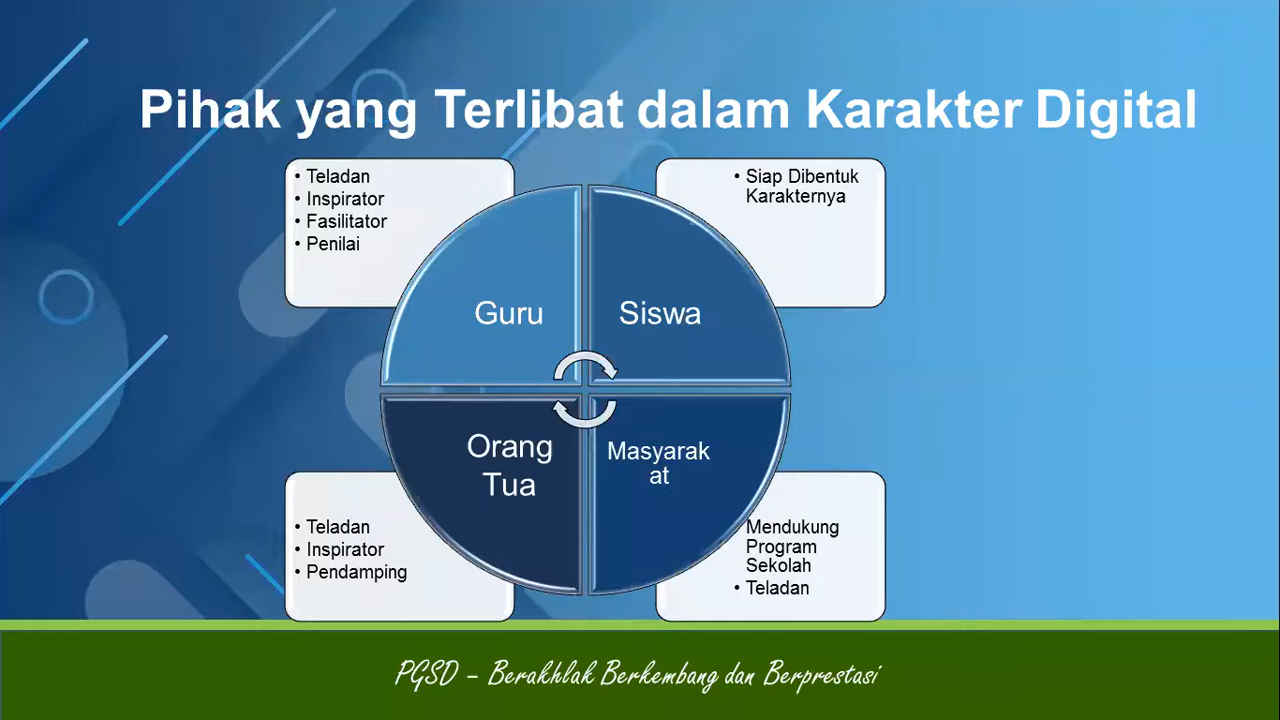 Pihak yang Terlibat dalam Karakter Digital
• Teladan
• Inspirator
• Fasilitator
• Penilai
• Siap Dibentuk
Karakternya
Guru
Siswa
Orang
Tua
Masyarak
at
• Teladan
• Inspirator
• Pendamping
Mendukung
Program
Sekolah
• Teladan
PGSD – Berakhlak Berkembang dan Berprestasi